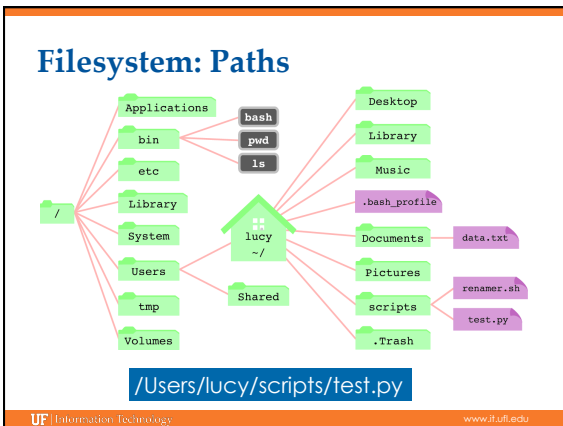 Filesystem: Paths
Applications
bin
etc
Library
/
System
Users
tmp
Volumes
bash
pwd
ls
lucy
~/
Shared
Desktop
Library
Music
.bash_profile
Documents
data.txt
Pictures
scripts
renamer.sh
test.py
.Trash
/Users/lucy/scripts/test.py
UF Information Technology
www.it.ufl.edu